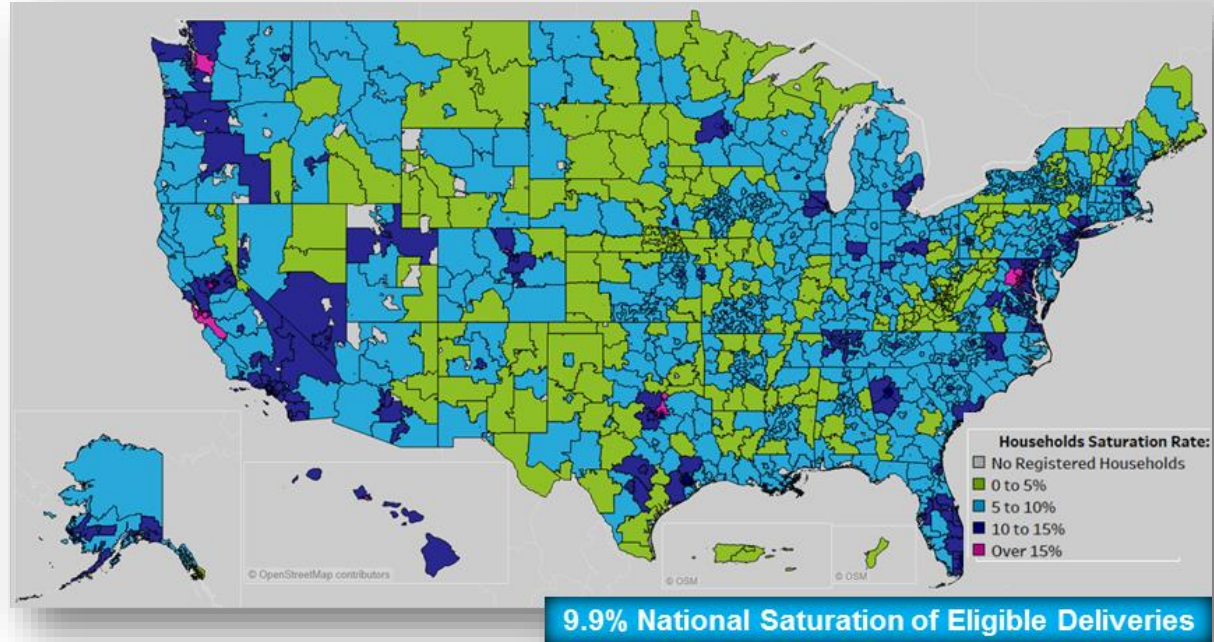 Households Saturation Rate:
No Registered Households
0 to 5%
5 to 10%
10 to 15%
Over 15%
© OpenStreetMap contributors
© OSM
© OSM
9.9% National Saturation of Eligible Deliveries